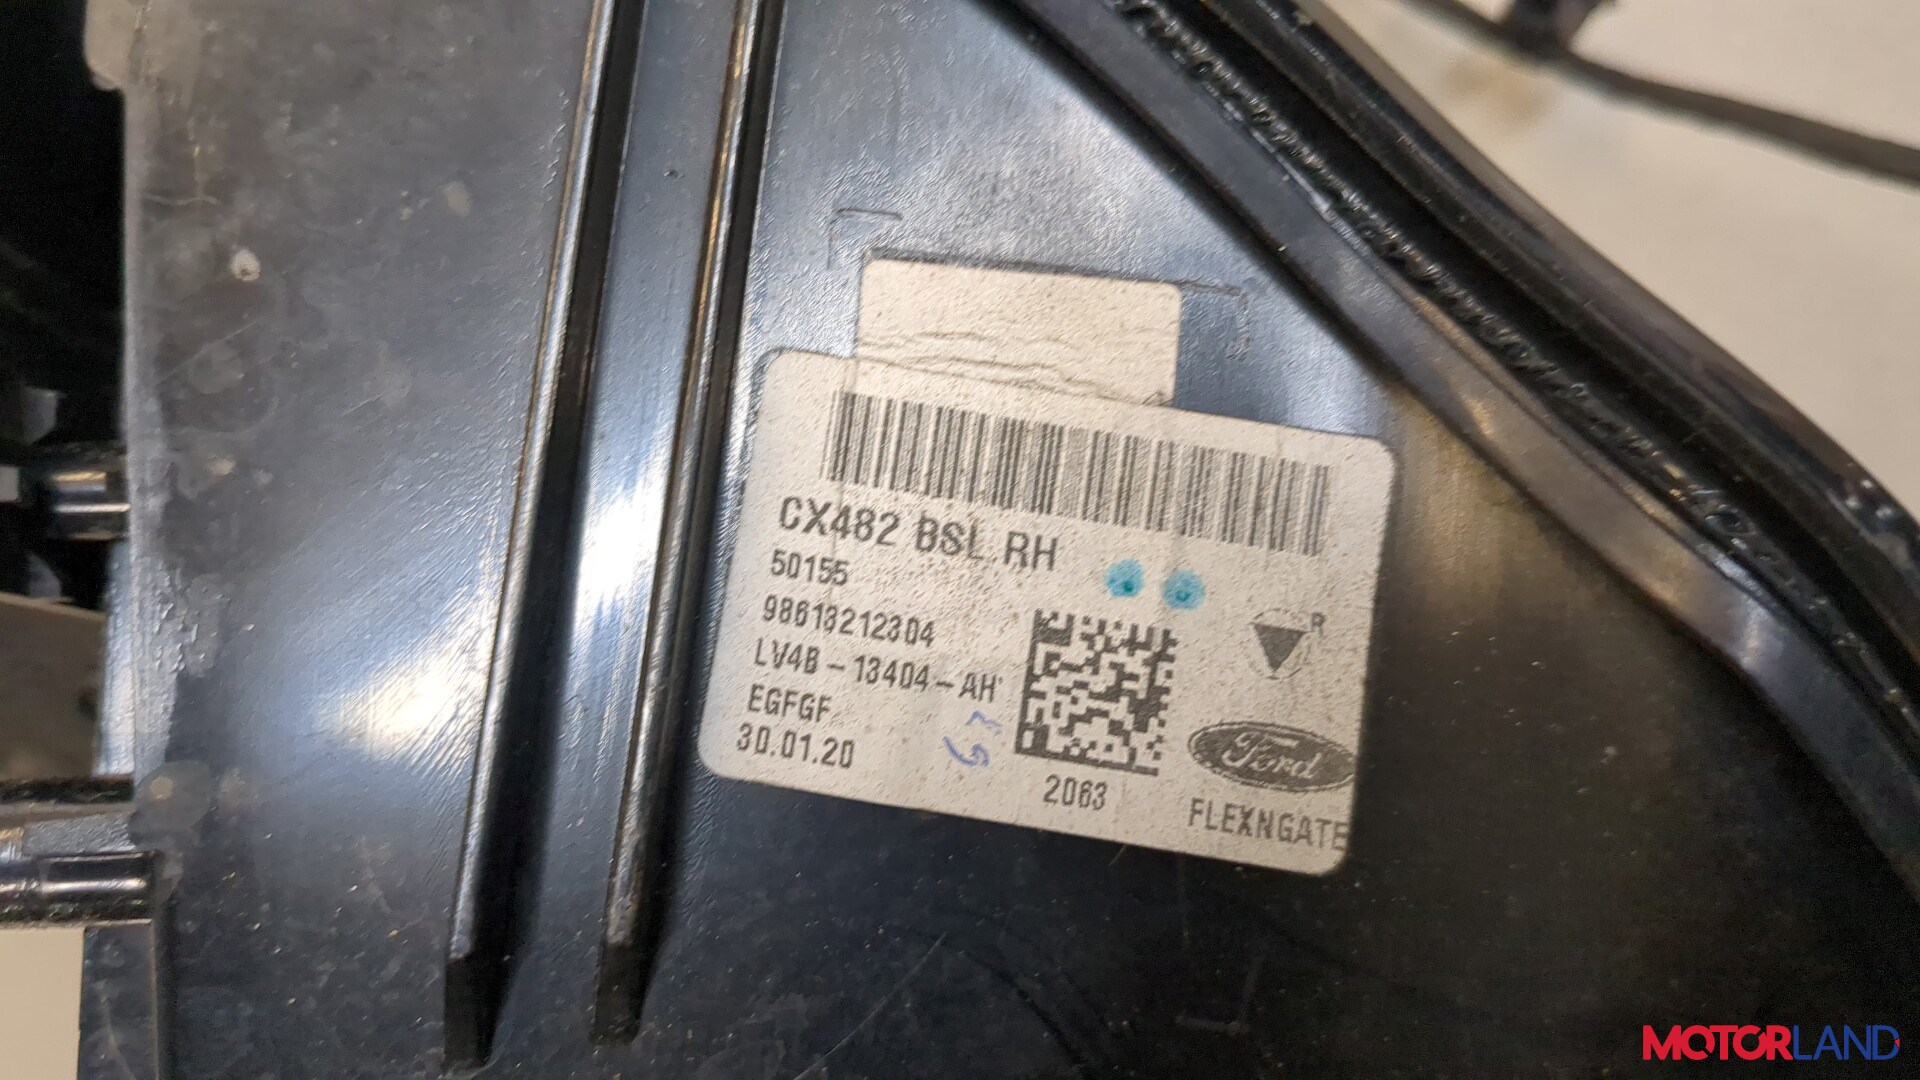 CX482 BSL RH
50155
98613212304
LV4B-13404-AH
EGFGF
30.01.20
2063
R
Ford
FLEXNGATE
MOTORLAND